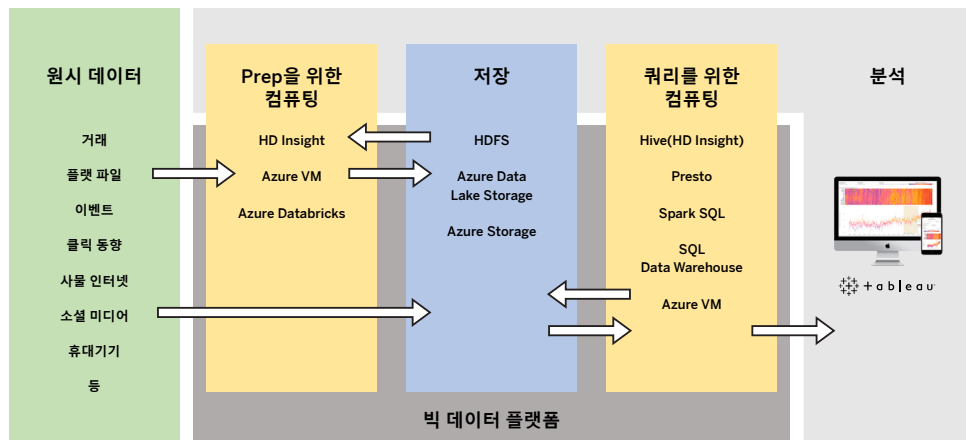 원시 데이터
거래
플랫 파일
이벤트
클릭 동향
사물 인터넷
소셜 미디어
휴대기기
등
Prep을 위한
컴퓨팅
HD Insight
Azure VM
Azure Databricks
저장
HDFS
Azure Data
Lake Storage
Azure Storage
쿼리를 위한
컴퓨팅
Hive(HD Insight)
Presto
Spark SQL
SQL
Data Warehouse
Azure VM
분석
+ableau
빅 데이터 플랫폼